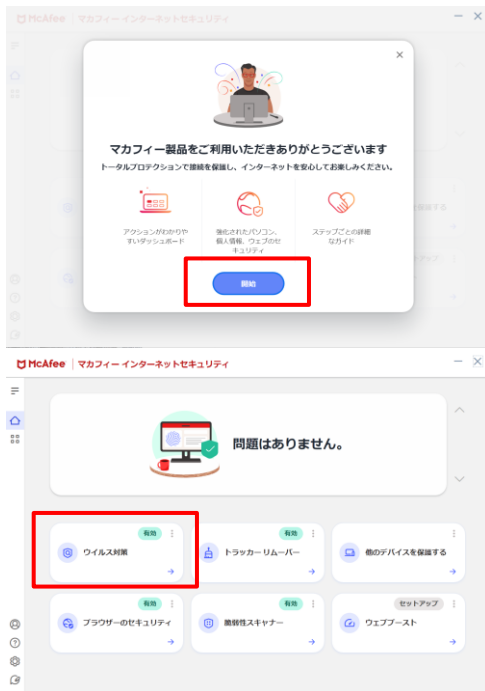 McAfee | マカフィー インターネットセキュリティ
マカフィー製品をご利用いただきありがとうございます
トータルプロテクションで接続を保護し、インターネットを安心してお楽しみください。
アクションがわかりや
すいダッシュボード
強化されたパソコン、
個人情報、ウェブのセ
キュリティ
ステップごとの詳細
なガイド
開始
McAfee | マカフィー インターネットセキュリティ
問題はありません。
有効
ウイルス対策
有効
トラッカー リムーバー
他のデバイスを保護する
有効
ブラウザーのセキュリティ
有効
脆弱性スキャナー
セットアップ
ウェブブースト